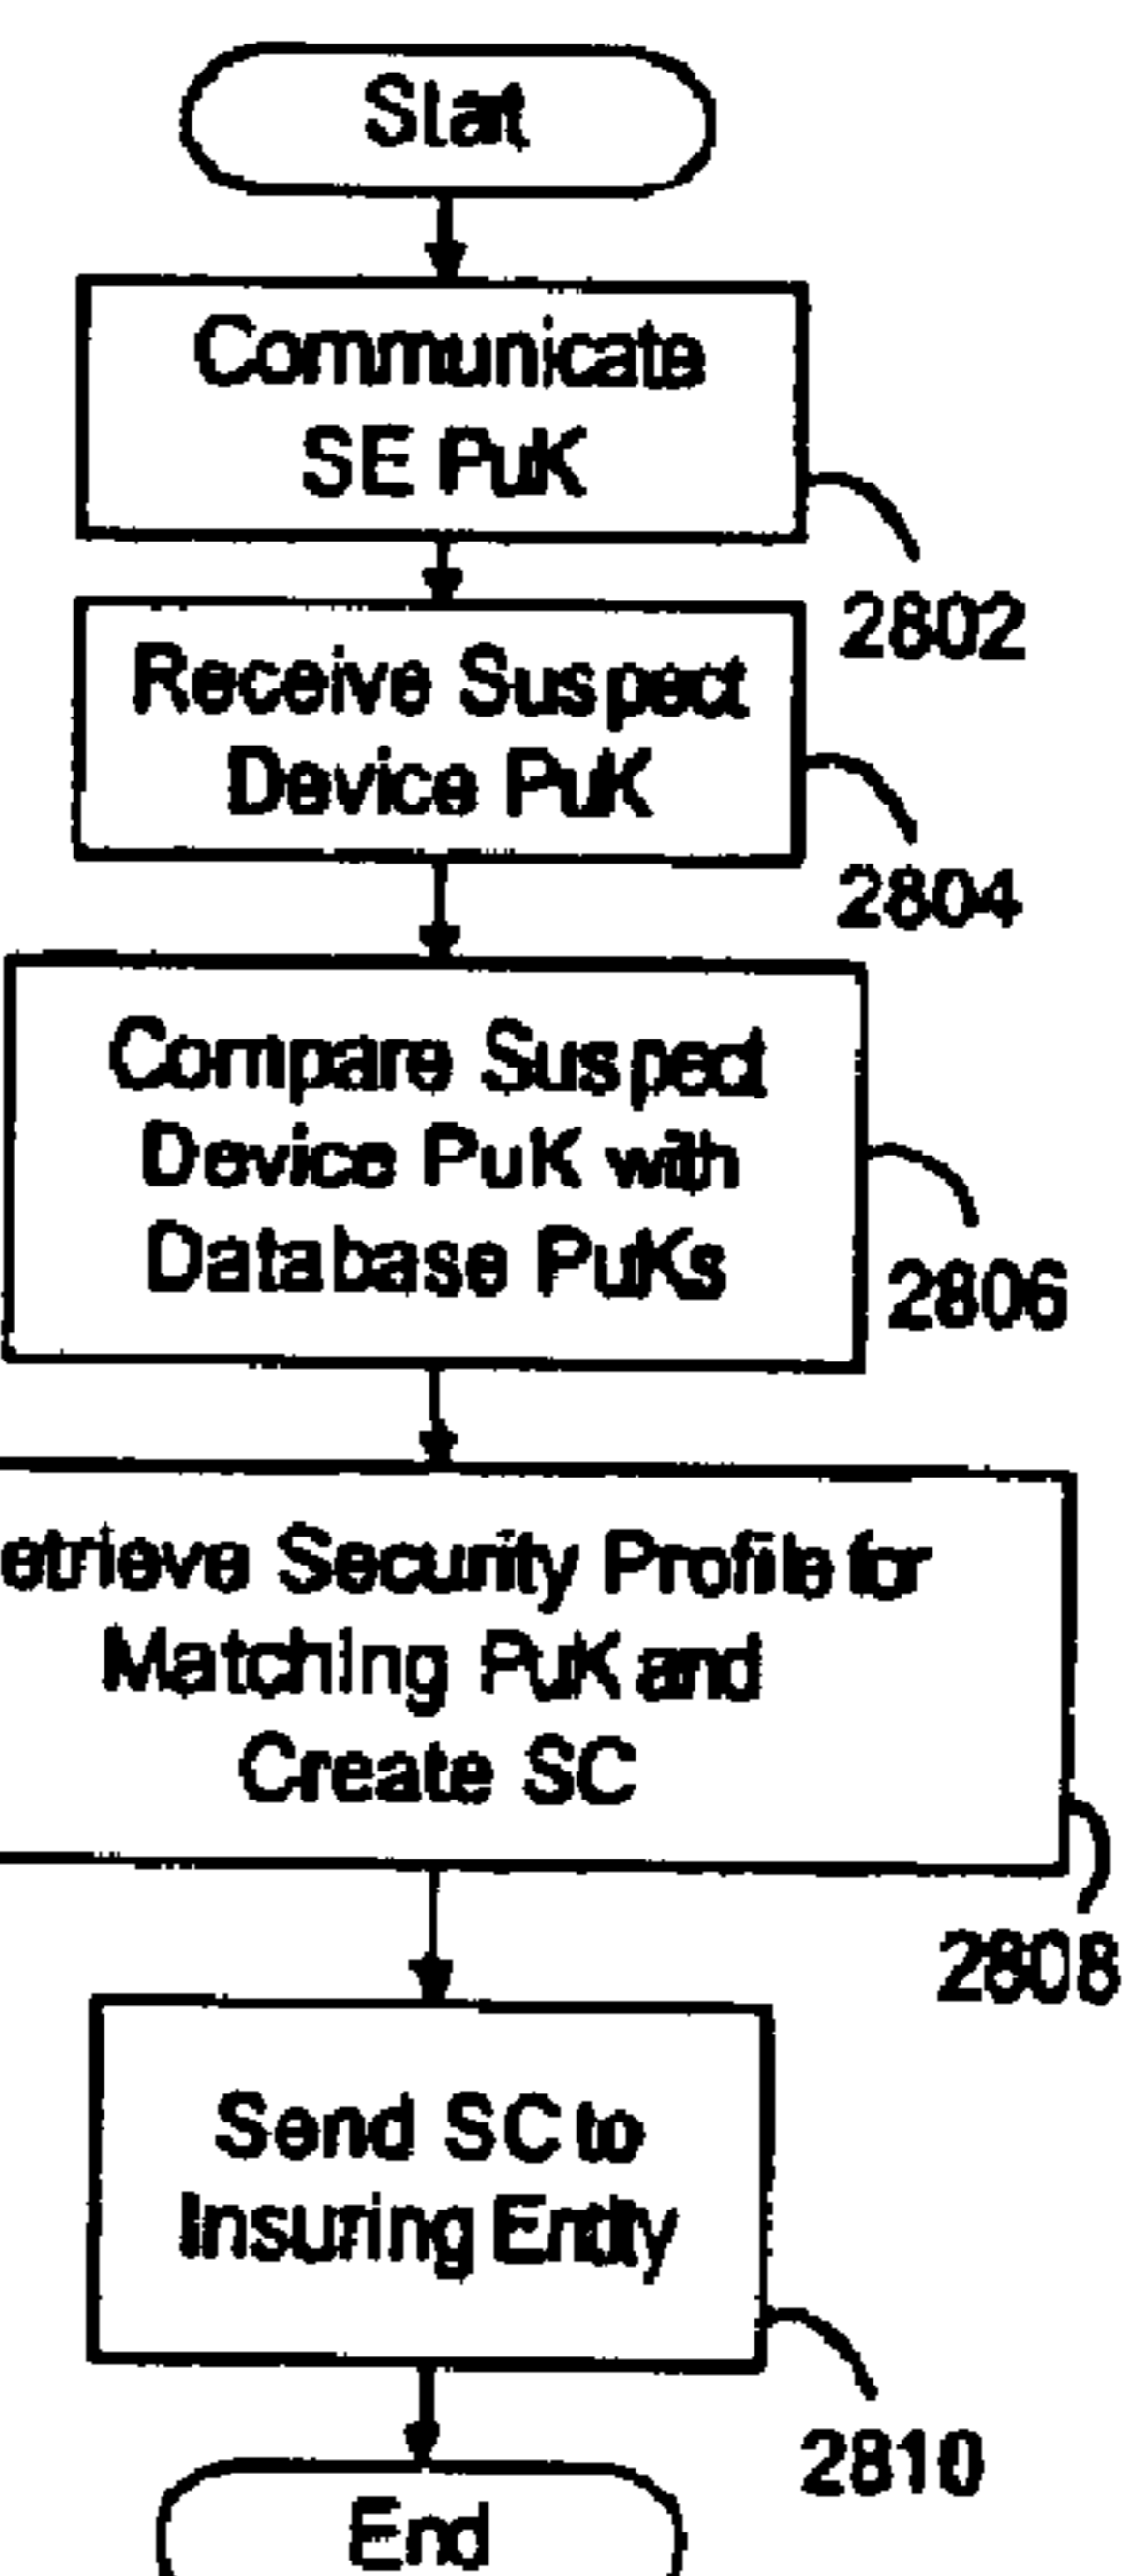 Start
Communicate
SE PuK
2802
Receive Suspect
Device PuK
2804
Compare Suspect
Device PuK with
Database PuKs
2806
etrieve Security Profile for
Matching PuK and
Create SC
2808
Send SC to
Insuring Entity
2810
End